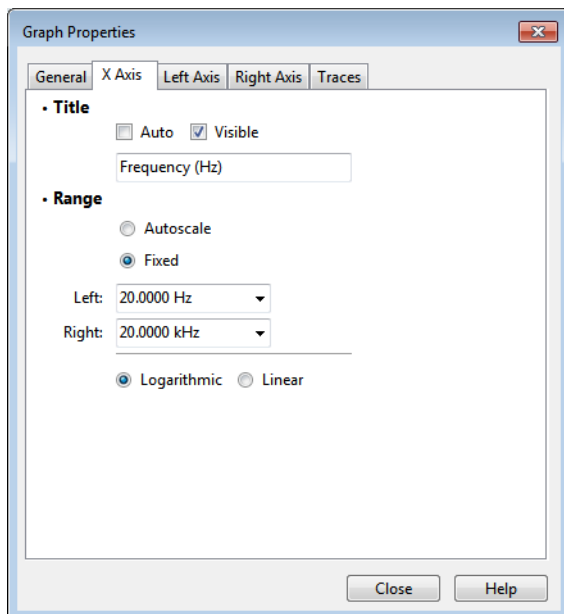 Graph Properties
General X Axis Left Axis Right Axis Traces
• Title
Auto Visible
Frequency (Hz)
• Range
Autoscale
Fixed
Left: 20.0000 Hz
Right: 20.0000 kHz
Logarithmic Linear
Close Help